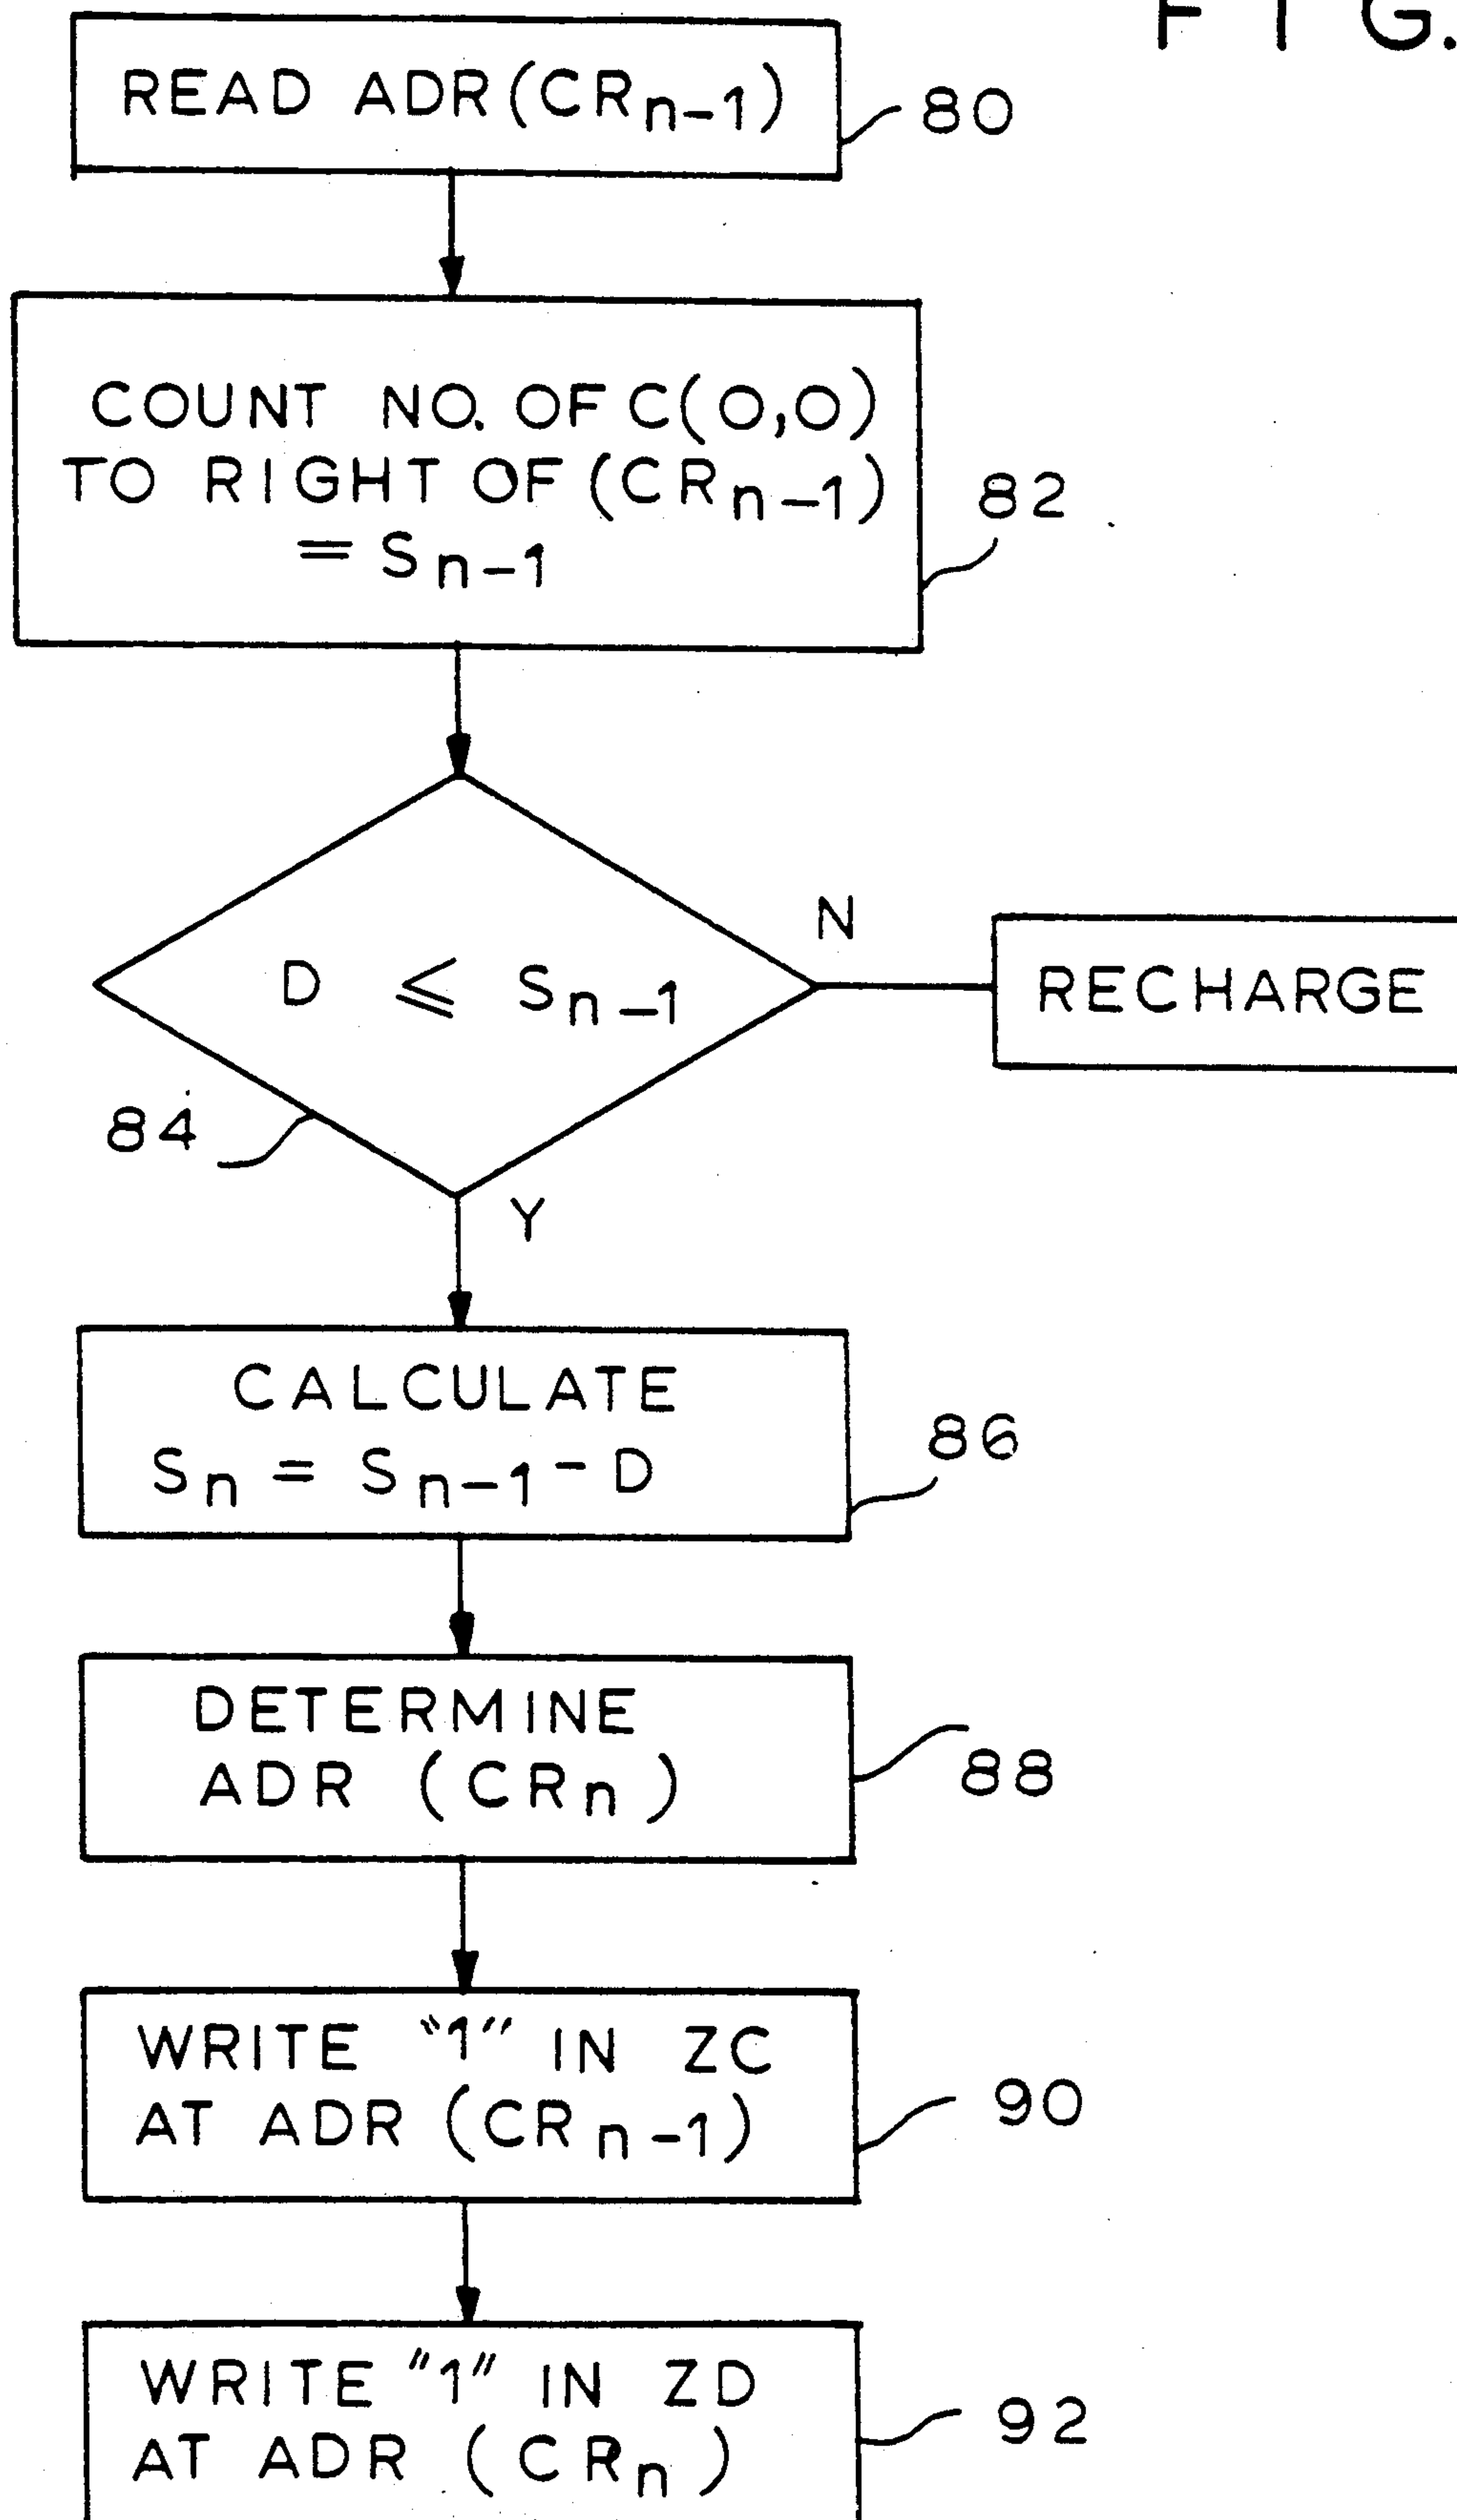 FIG.
READ ADR(CRn-1)
80
COUNT NO. OF C(0,0)
TO RIGHT OF (CRn-1)
= Sn-1
82
D ≤ Sn-1
N
RECHARGE
84
Y
CALCULATE
Sn = Sn-1 - D
86
DETERMINE
ADR (CRn)
88
WRITE "1" IN ZC
AT ADR (CRn-1)
90
WRITE "1" IN ZD
AT ADR (CRn)
92